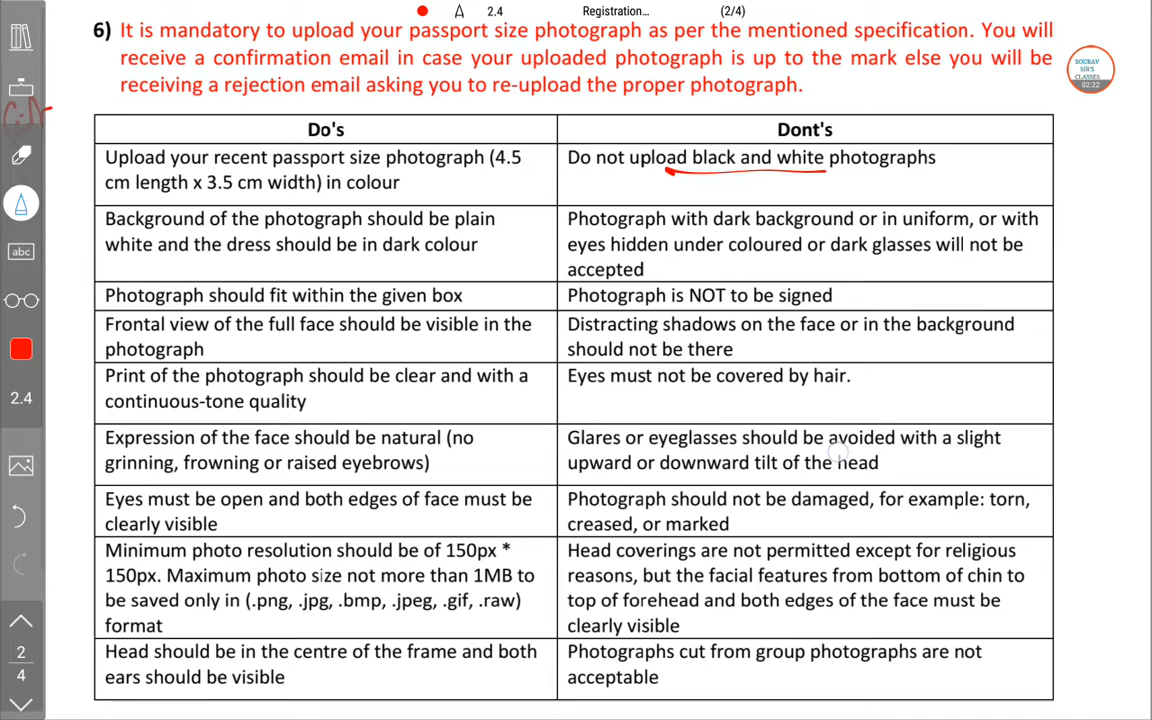 2.4 Registration... (2/4)
6) It is mandatory to upload your passport size photograph as per the mentioned specification. You will
receive a confirmation email in case your uploaded photograph is up to the mark else you will be
receiving a rejection email asking you to re-upload the proper photograph.
SOURAV
SIR'S
CLASSES
02:22
Do's
Dont's
Upload your recent passport size photograph (4.5
cm length x 3.5 cm width) in colour
Do not upload black and white photographs
Background of the photograph should be plain
white and the dress should be in dark colour
Photograph with dark background or in uniform, or with
eyes hidden under coloured or dark glasses will not be
accepted
Photograph should fit within the given box
Photograph is NOT to be signed
Frontal view of the full face should be visible in the
photograph
Distracting shadows on the face or in the background
should not be there
Print of the photograph should be clear and with a
continuous-tone quality
Eyes must not be covered by hair.
Expression of the face should be natural (no
grinning, frowning or raised eyebrows)
Glares or eyeglasses should be avoided with a slight
upward or downward tilt of the head
Eyes must be open and both edges of face must be
clearly visible
Photograph should not be damaged, for example: torn,
creased, or marked
Minimum photo resolution should be of 150px *
150px. Maximum photo size not more than 1MB to
be saved only in (.png, .jpg, .bmp, .jpeg, .gif, .raw)
format
Head coverings are not permitted except for religious
reasons, but the facial features from bottom of chin to
top of forehead and both edges of the face must be
clearly visible
Head should be in the centre of the frame and both
ears should be visible
Photographs cut from group photographs are not
acceptable
abc
2.4
2
4